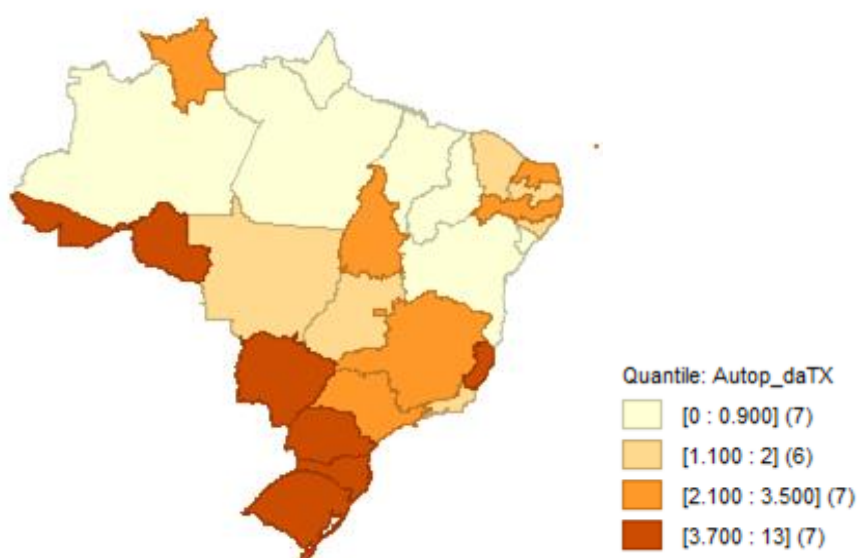 Quantile: Autop_daTX
[0 : 0.900] (7)
[1.100 : 2] (6)
[2.100 : 3.500] (7)
[3.700 : 13] (7)